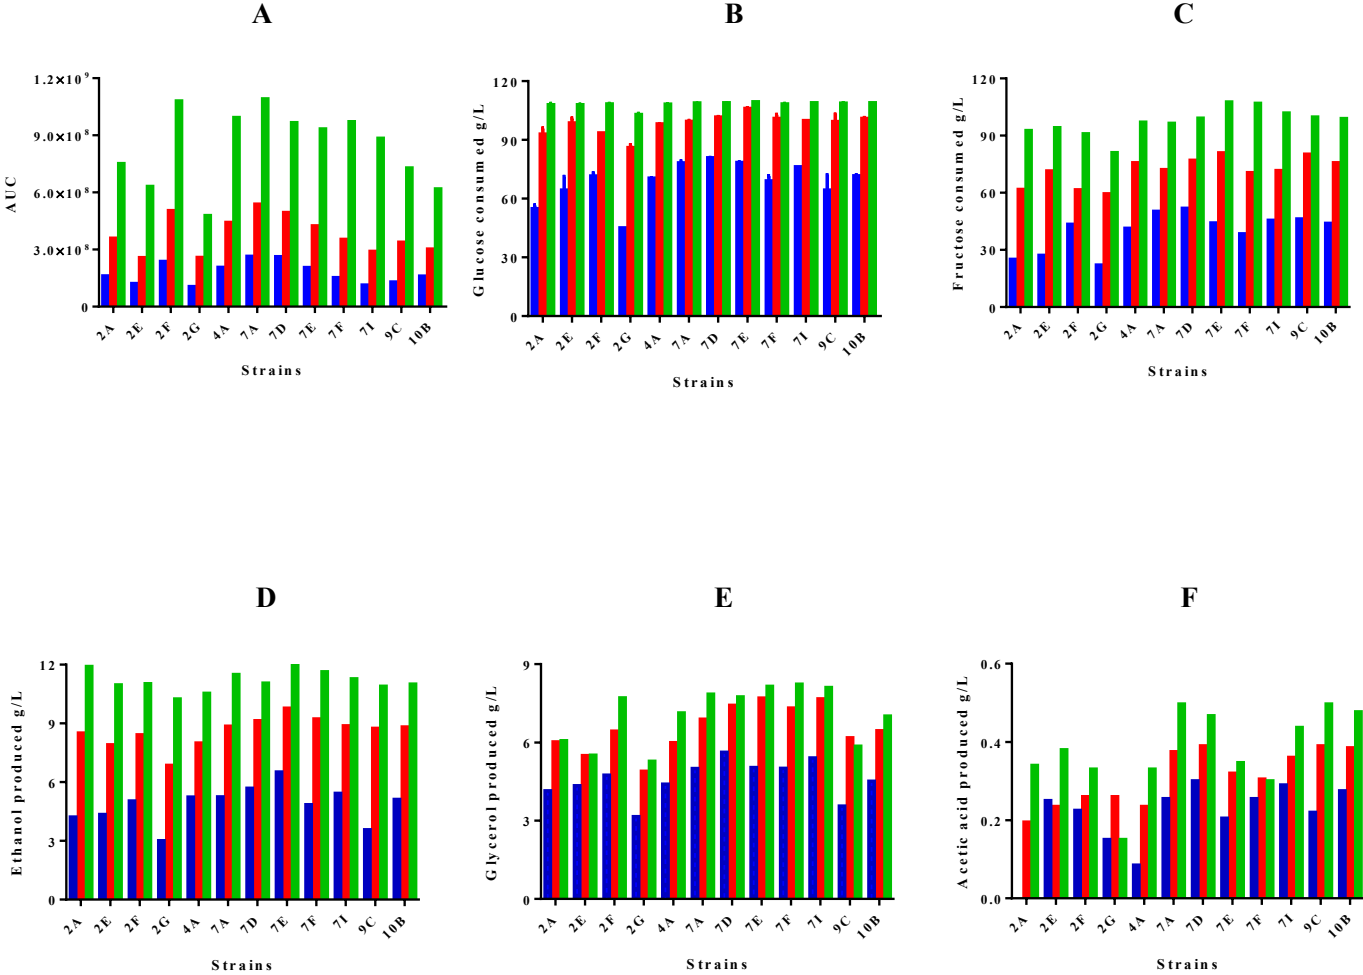 A
B
C
1.2×10⁹
9.0×10⁸
6.0×10⁸
3.0×10⁸
0
AUC
2A 2E 2F 2G 4A 7A 7D 7E 7F 7I 9C 10B
Strains
120
90
60
30
0
Glucose consumed g/L
2A 2E 2F 2G 4A 7A 7D 7E 7F 7I 9C 10B
Strains
120
90
60
30
0
Fructose consumed g/L
2A 2E 2F 2G 4A 7A 7D 7E 7F 7I 9C 10B
Strains
D
E
F
12
9
6
3
0
Ethanol produced g/L
2A 2E 2F 2G 4A 7A 7D 7E 7F 7I 9C 10B
Strains
9
6
3
0
Glycerol produced g/L
2A 2E 2F 2G 4A 7A 7D 7E 7F 7I 9C 10B
Strains
0.6
0.4
0.2
0.0
Acetic acid produced g/L
2A 2E 2F 2G 4A 7A 7D 7E 7F 7I 9C 10B
Strains